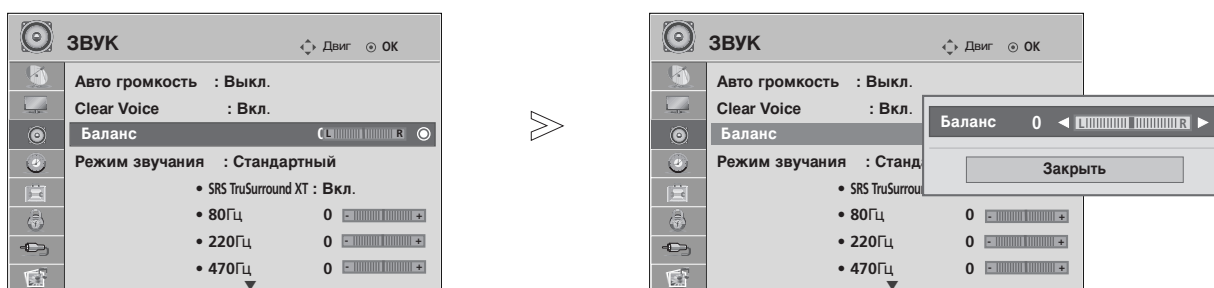 ЗВУК Двиг OK
Авто громкость : Выкл.
Clear Voice : Вкл.
Баланс 0 L R
Режим звучания : Стандартный
• SRS TruSurround XT : Вкл.
• 80Гц 0 - +
• 220Гц 0 - +
• 470Гц 0 - +
ЗВУК Двиг OK
Авто громкость : Выкл.
Clear Voice : Вкл.
Баланс
Режим звучания : Станд
• SRS TruSurrou
• 80Гц 0 - +
• 220Гц 0 - +
• 470Гц 0 - +
Баланс 0 L R
Закрыть